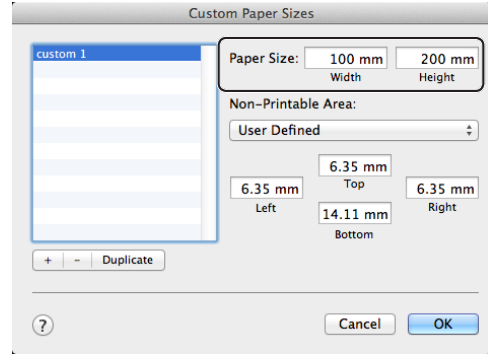 Custom Paper Sizes
custom 1
Paper Size: 100 mm 200 mm
Width Height
Non-Printable Area:
User Defined
6.35 mm
Top
6.35 mm 6.35 mm
Left Right
14.11 mm
Bottom
+ - Duplicate
? Cancel OK